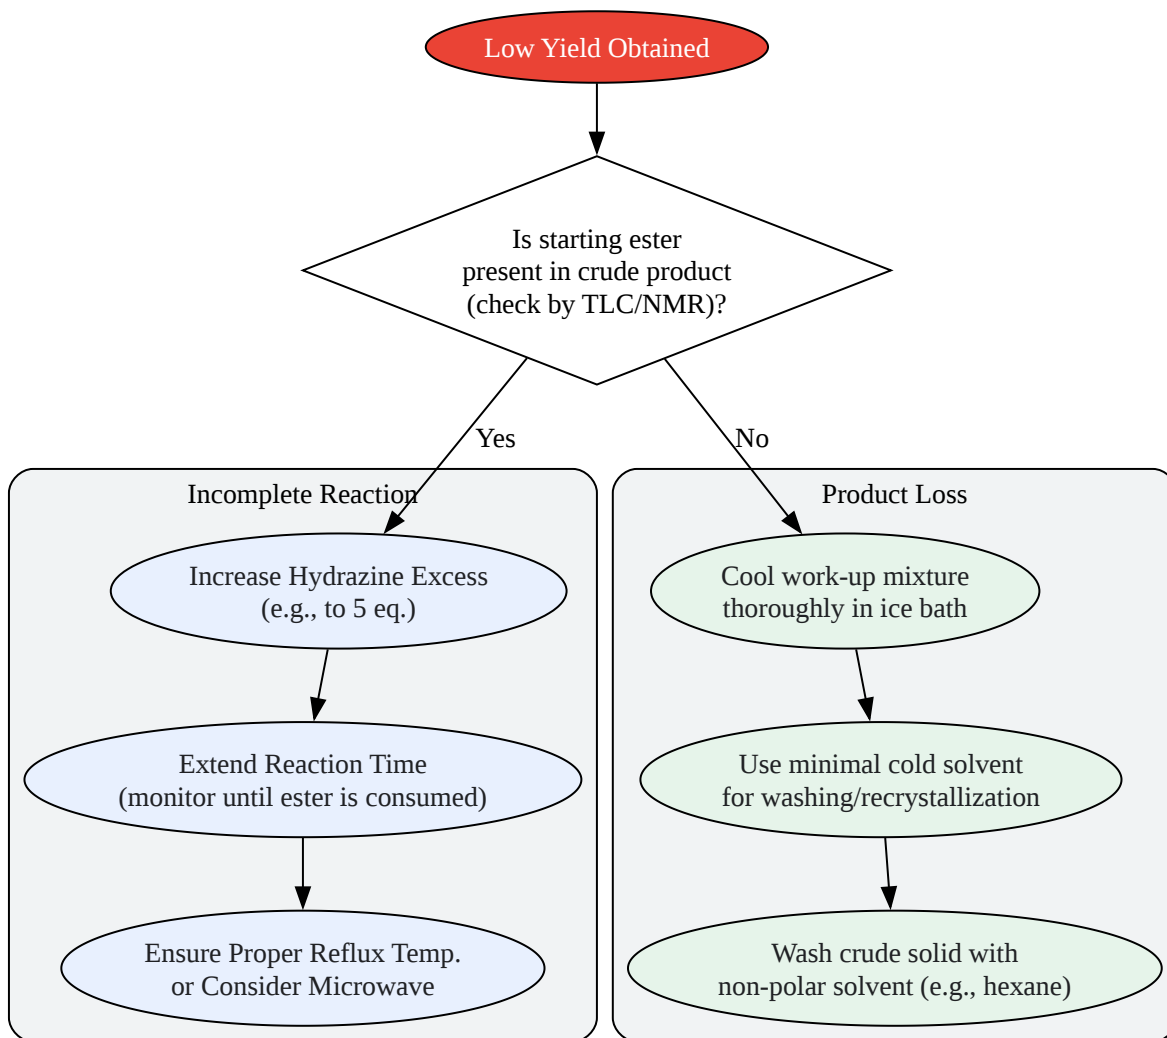 Low Yield Obtained
Is starting ester
present in crude product
(check by TLC/NMR)?
Yes
No
Incomplete Reaction
Increase Hydrazine Excess
(e.g., to 5 eq.)
Extend Reaction Time
(monitor until ester is consumed)
Ensure Proper Reflux Temp.
or Consider Microwave
Product Loss
Cool work-up mixture
thoroughly in ice bath
Use minimal cold solvent
for washing/recrystallization
Wash crude solid with
non-polar solvent (e.g., hexane)